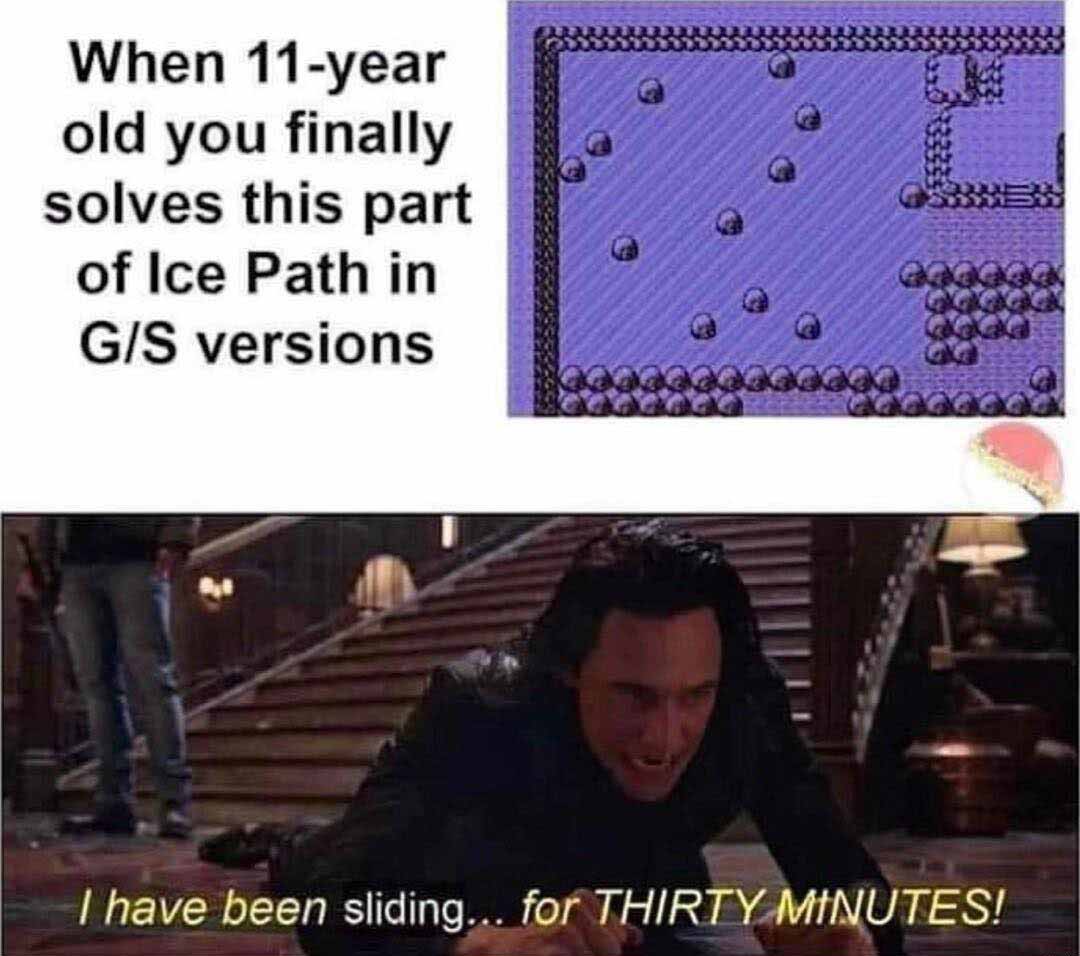 When 11-year
old you finally
solves this part
of Ice Path in
G/S versions
I have been sliding... for THIRTY MINUTES!